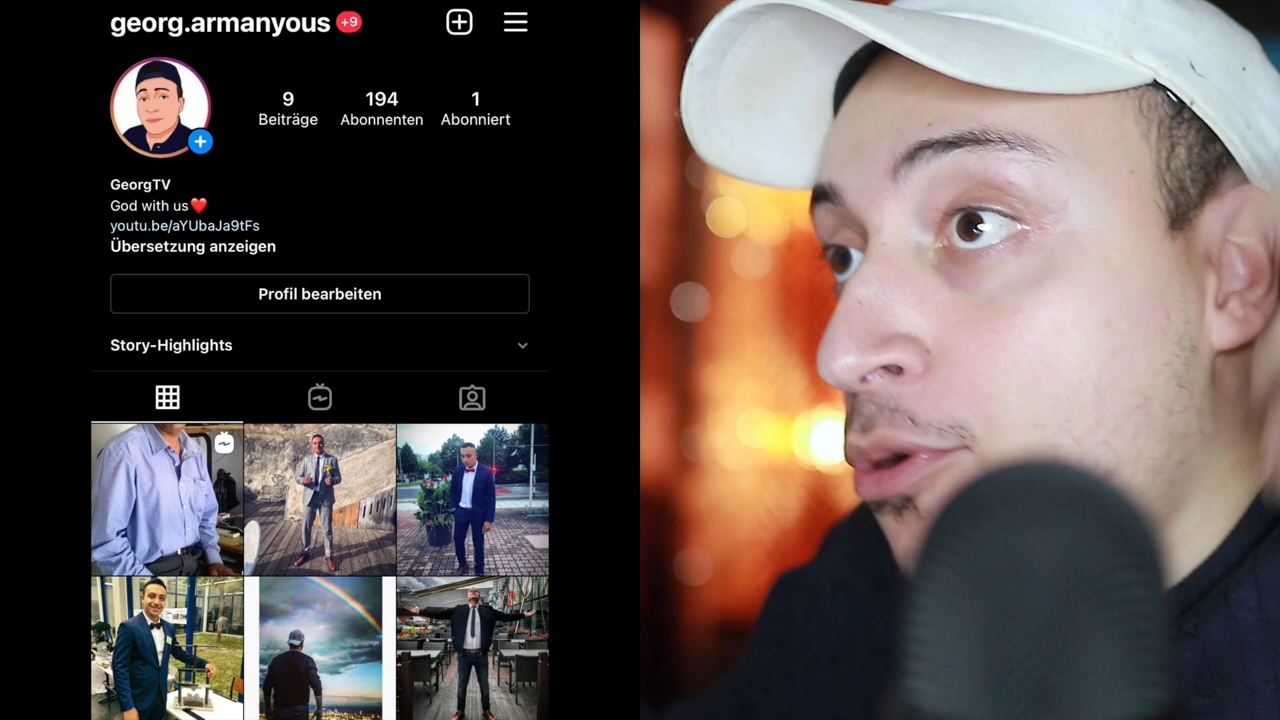 georg.armanyous +9
9 194 1
Beiträge Abonnenten Abonniert
GeorgTV
God with us❤️
youtu.be/aYUbaJa9tFs
Übersetzung anzeigen
Profil bearbeiten
Story-Highlights